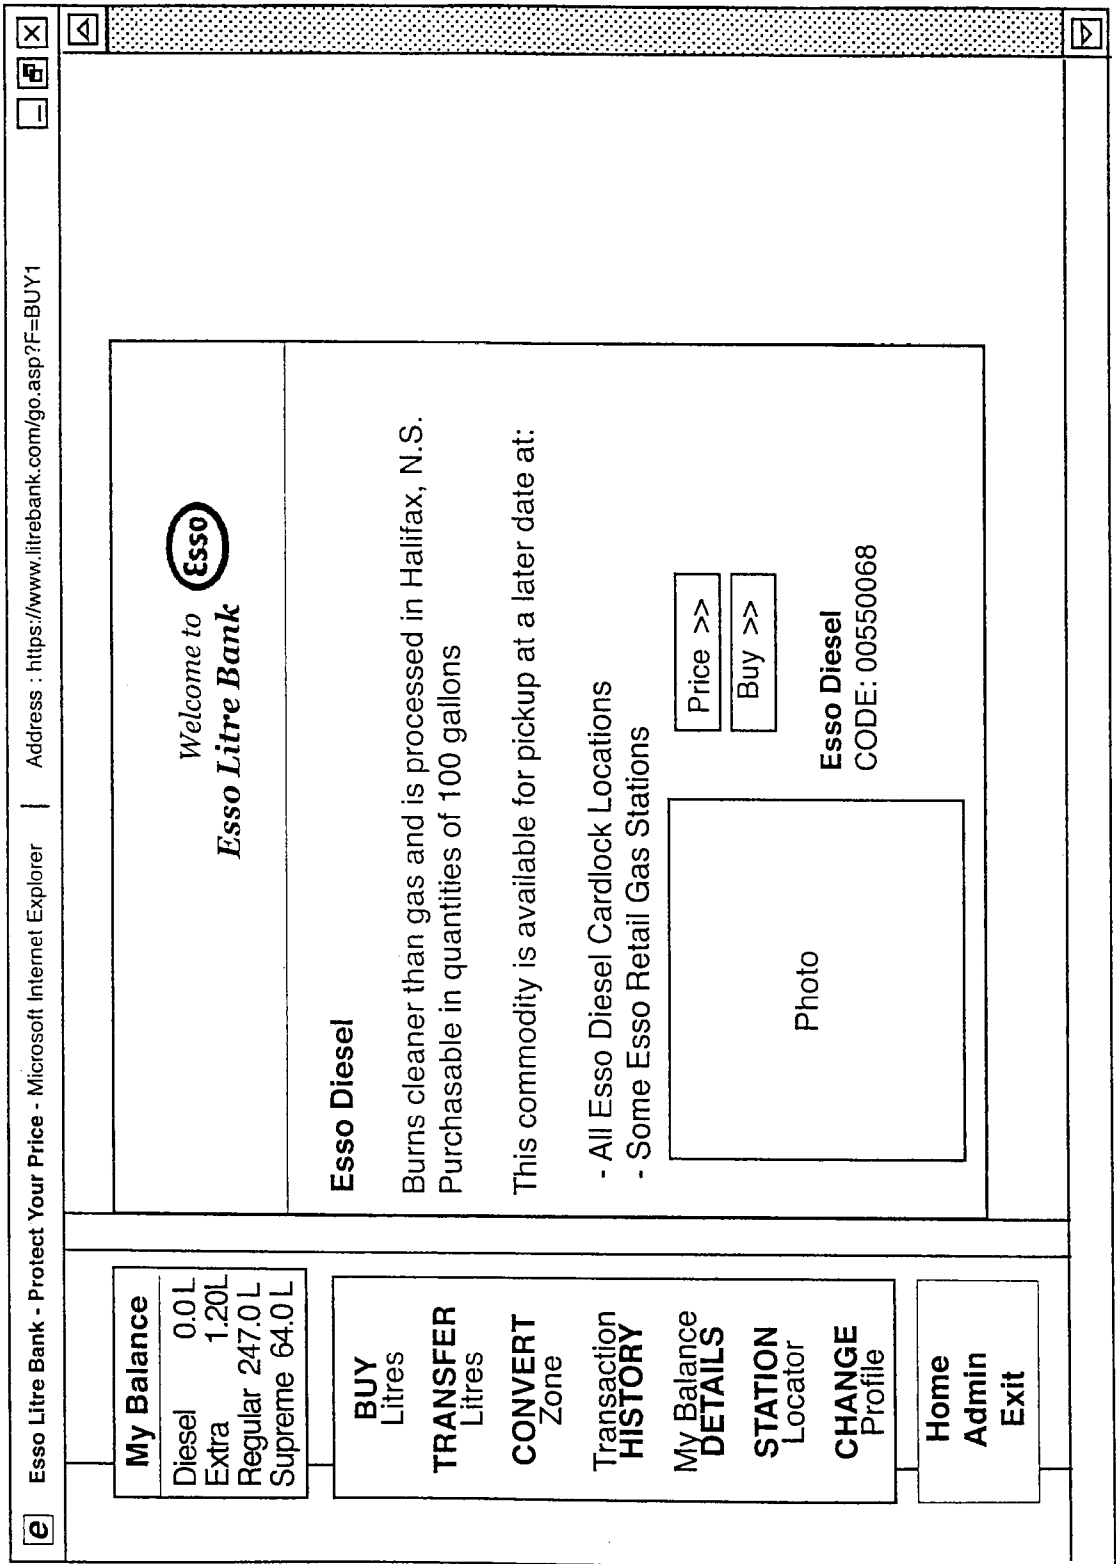 e Esso Litre Bank - Protect Your Price - Microsoft Internet Explorer | Address : https://www.litrebank.com/go.asp?F=BUY1
My Balance
Diesel 0.0 L
Extra 1.20L
Regular 247.0 L
Supreme 64.0 L
BUY
Litres
TRANSFER
Litres
CONVERT
Zone
Transaction
HISTORY
My Balance
DETAILS
STATION
Locator
CHANGE
Profile
Home
Admin
Exit
Welcome to
Esso Litre Bank
Esso
Esso Diesel
Burns cleaner than gas and is processed in Halifax, N.S.
Purchasable in quantities of 100 gallons
This commodity is available for pickup at a later date at:
- All Esso Diesel Cardlock Locations
- Some Esso Retail Gas Stations
Photo
Price >>
Buy >>
Esso Diesel
CODE: 00550068